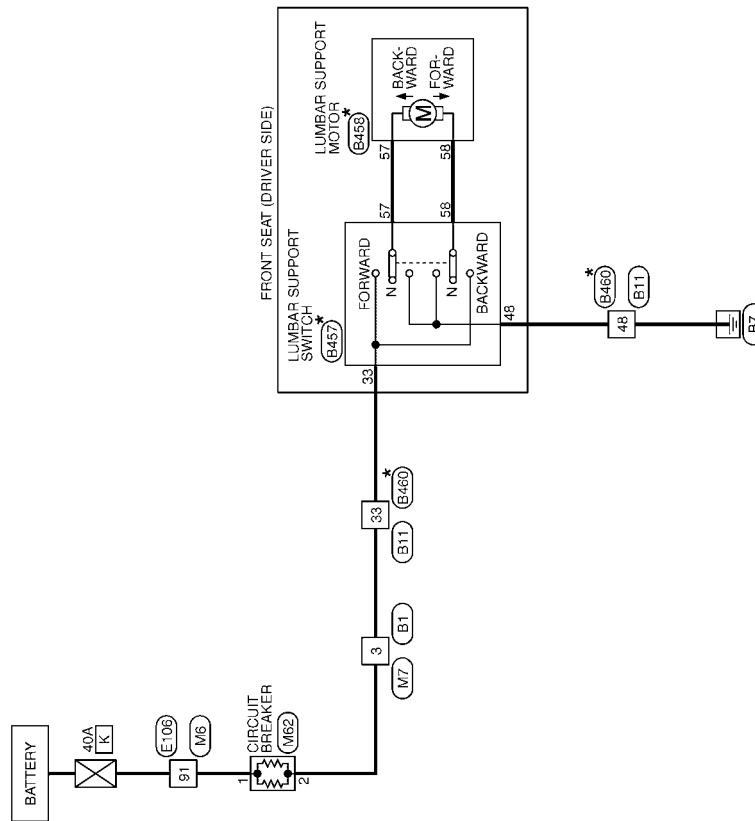 FRONT SEAT (DRIVER SIDE)
LUMBAR SUPPORT
MOTOR
*
B458
BACK-
WARD
FOR-
WARD
M
57
58
57
58
LUMBAR SUPPORT
SWITCH
*
B457
FORWARD
N
N
BACKWARD
33
48
*
B460
B11
48
B7
*
B460
33
B11
B1
3
M7
BATTERY
40A
K
E106
M6
91
CIRCUIT
BREAKER
M62
1
2